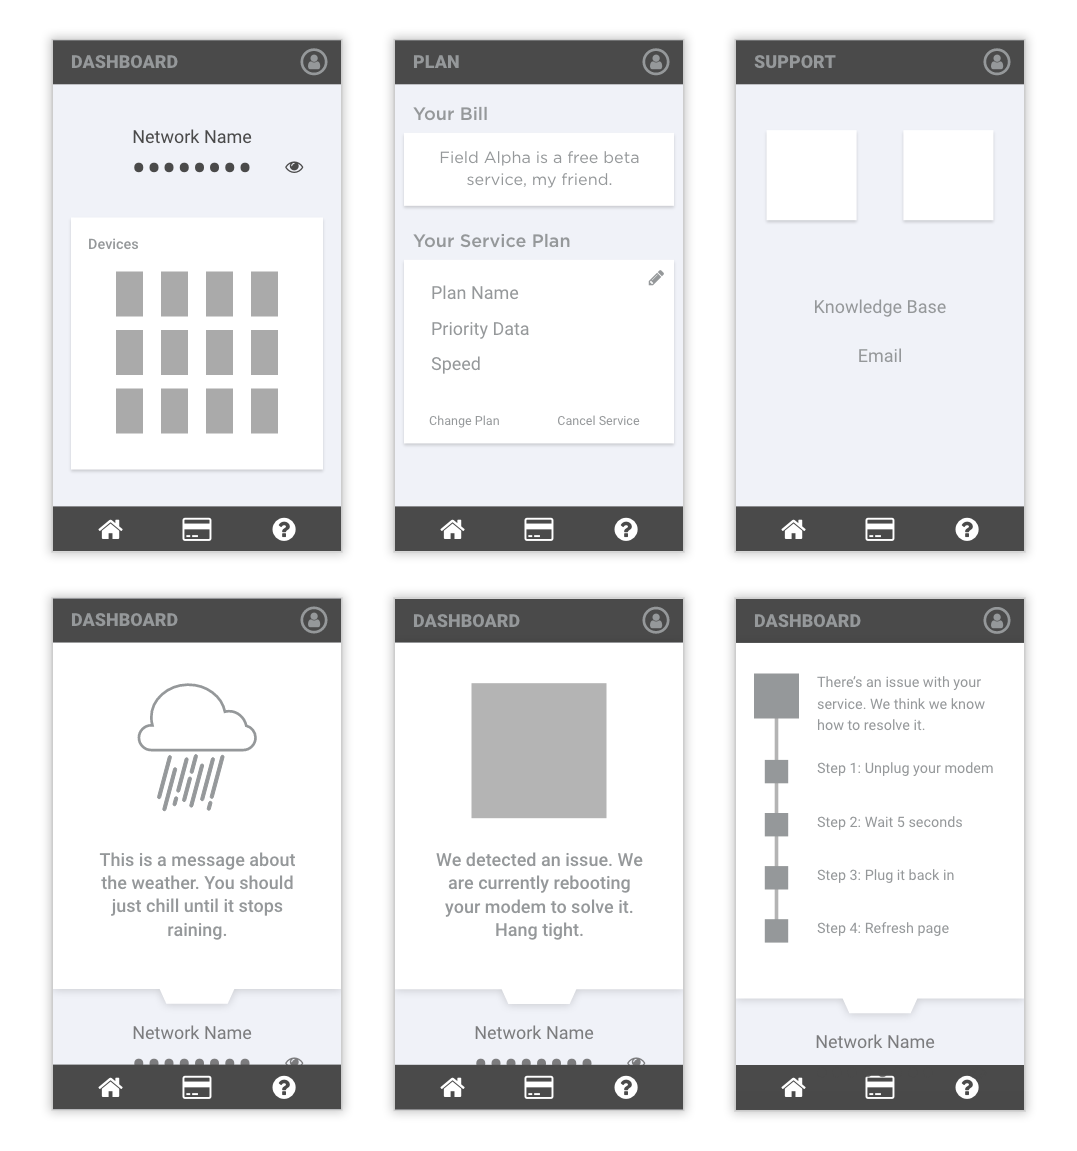 DASHBOARD
Network Name
Devices
PLAN
Your Bill
Field Alpha is a free beta
service, my friend.
Your Service Plan
Plan Name
Priority Data
Speed
Change Plan
Cancel Service
SUPPORT
Knowledge Base
Email
DASHBOARD
This is a message about
the weather. You should
just chill until it stops
raining.
Network Name
DASHBOARD
We detected an issue. We
are currently rebooting
your modem to solve it.
Hang tight.
Network Name
DASHBOARD
There's an issue with your
service. We think we know
how to resolve it.
Step 1: Unplug your modem
Step 2: Wait 5 seconds
Step 3: Plug it back in
Step 4: Refresh page
Network Name